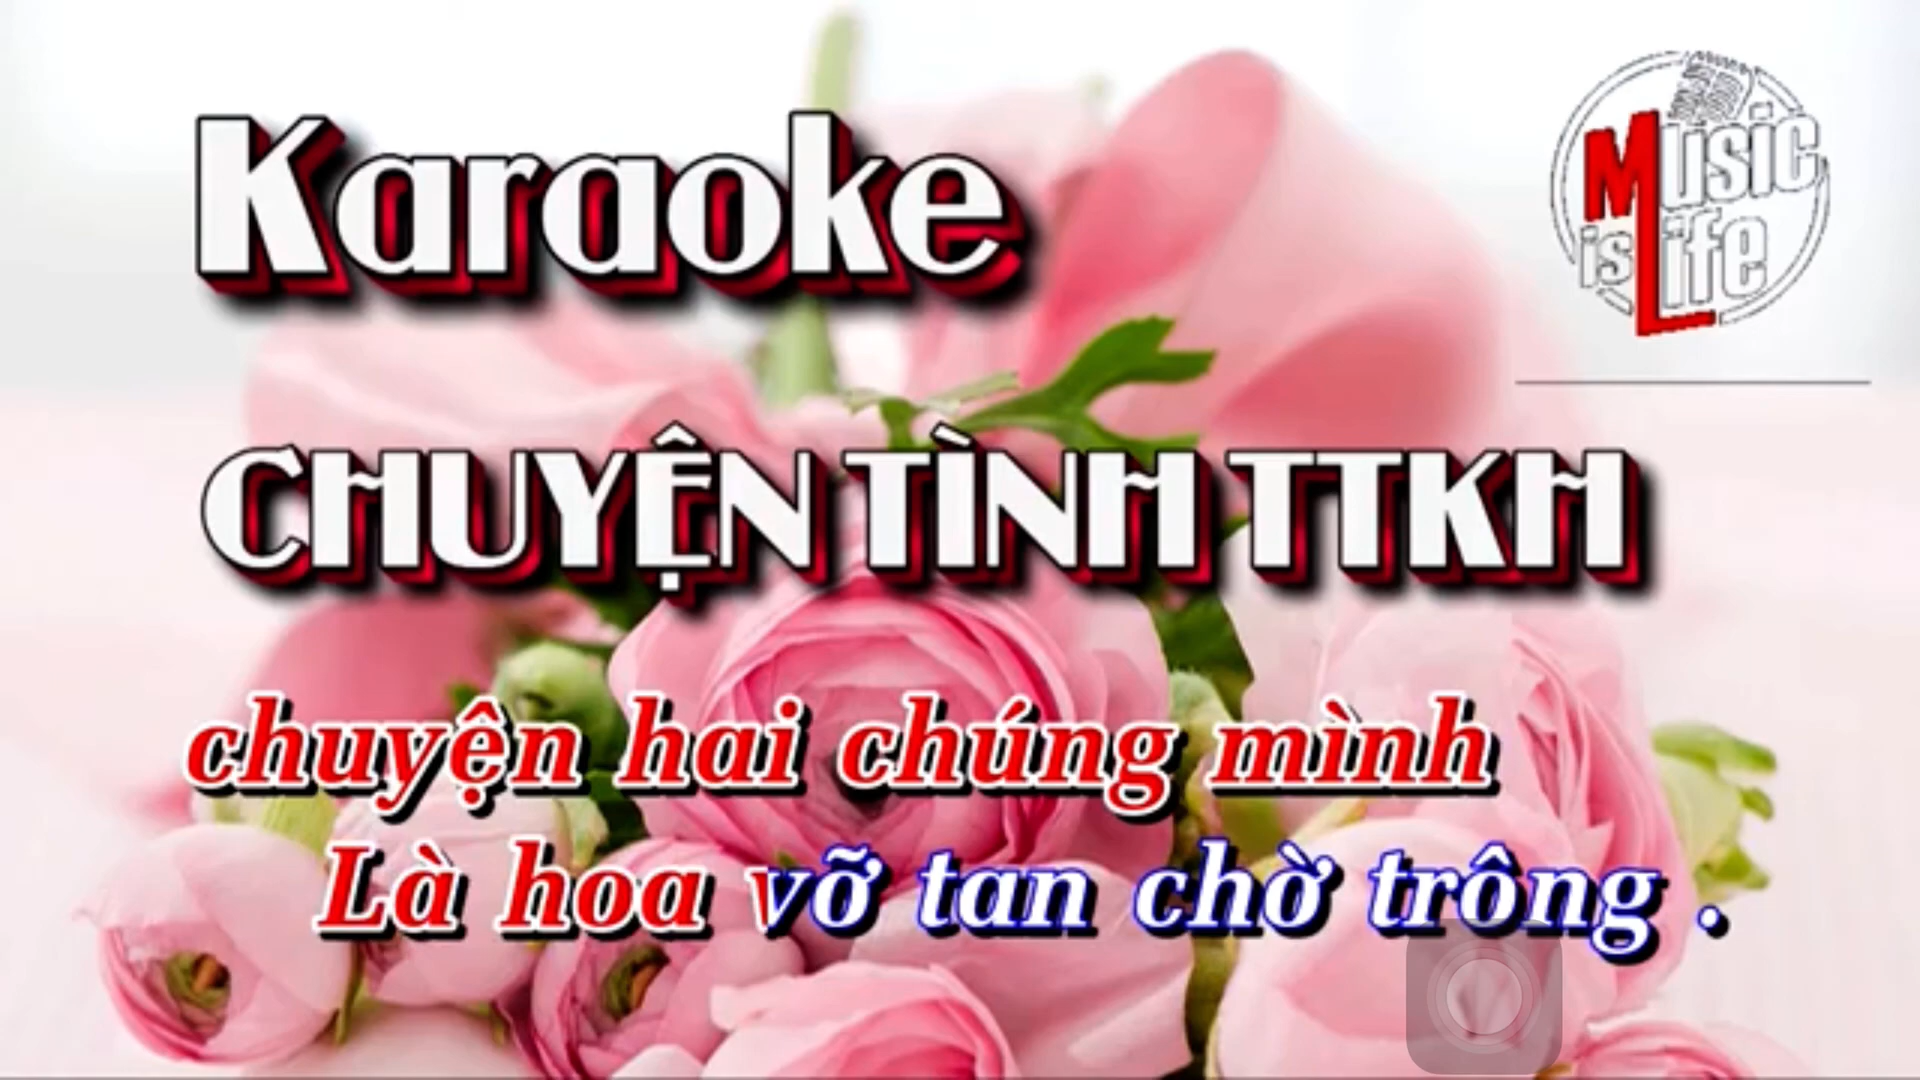 Karaoke
Music
is Life
CHUYỆN TÌNH TTKH
chuyện hai chúng mình
Là hoa vỡ tan chờ trông .